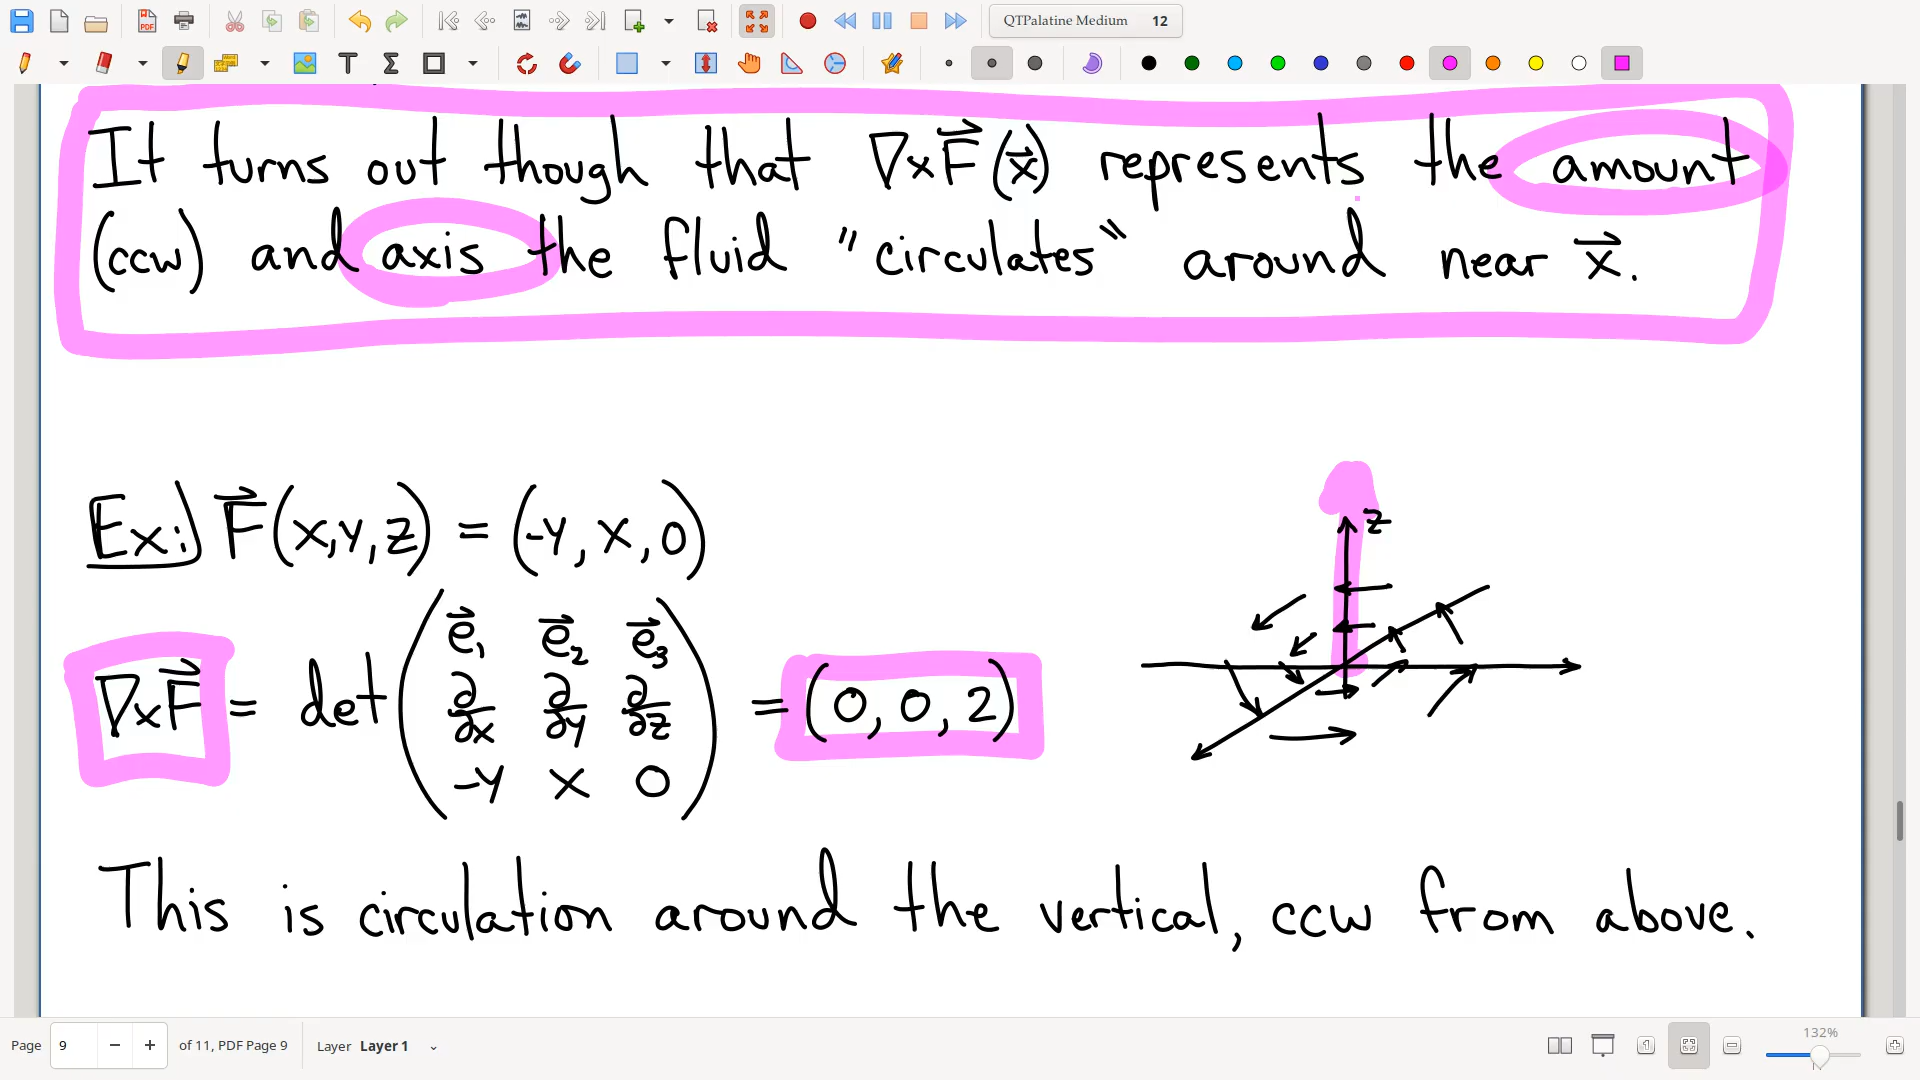 QTPalatine Medium 12
It turns out though that ∇×F⃗(x⃗) represents the amount
(ccw) and axis the fluid "circulates" around near x⃗.
Ex:) F⃗(x,y,z) = (-y, x, 0)
z
∇×F⃗ = det( e⃗₁ e⃗₂ e⃗₃
∂/∂x ∂/∂y ∂/∂z
-y x 0 ) = (0, 0, 2)
This is circulation around the vertical, ccw from above.
Page 9 − + of 11, PDF Page 9 Layer Layer 1 132%